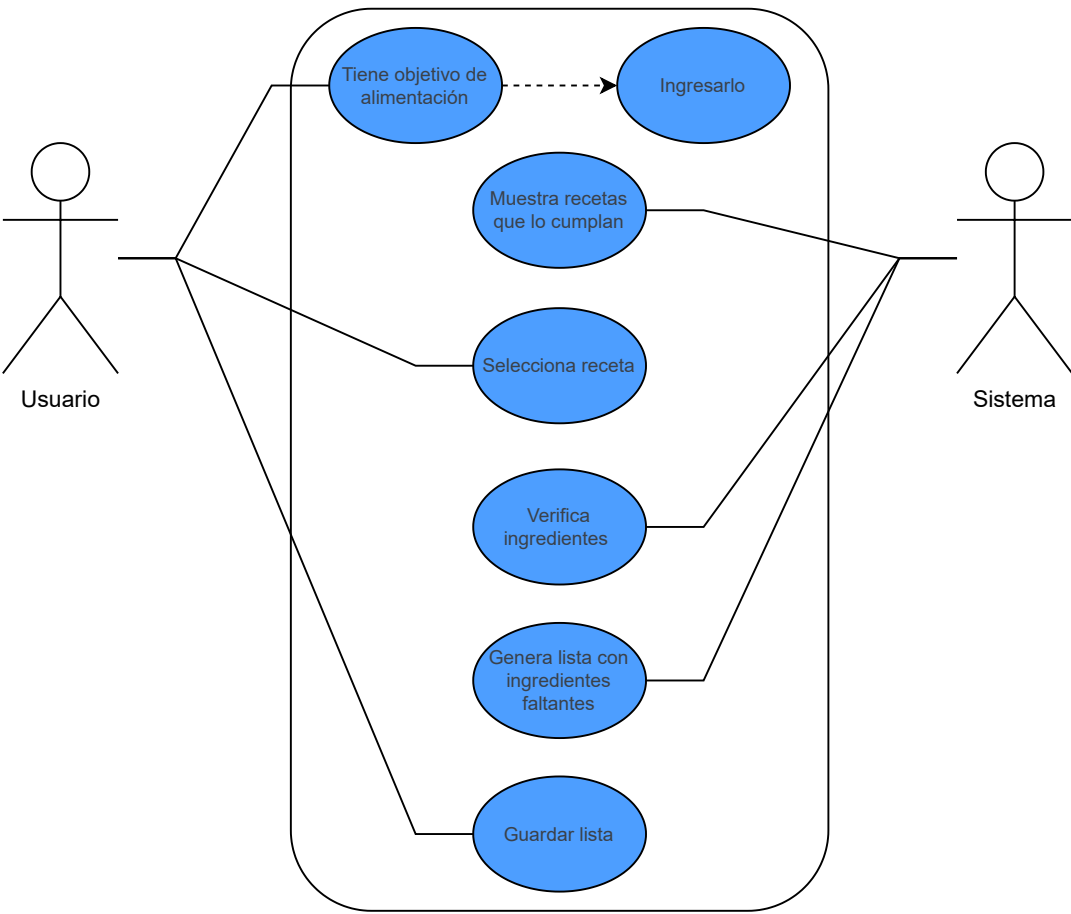 Tiene objetivo de
alimentación
Ingresarlo
Muestra recetas
que lo cumplan
Selecciona receta
Usuario
Sistema
Verifica
ingredientes
Genera lista con
ingredientes
faltantes
Guardar lista